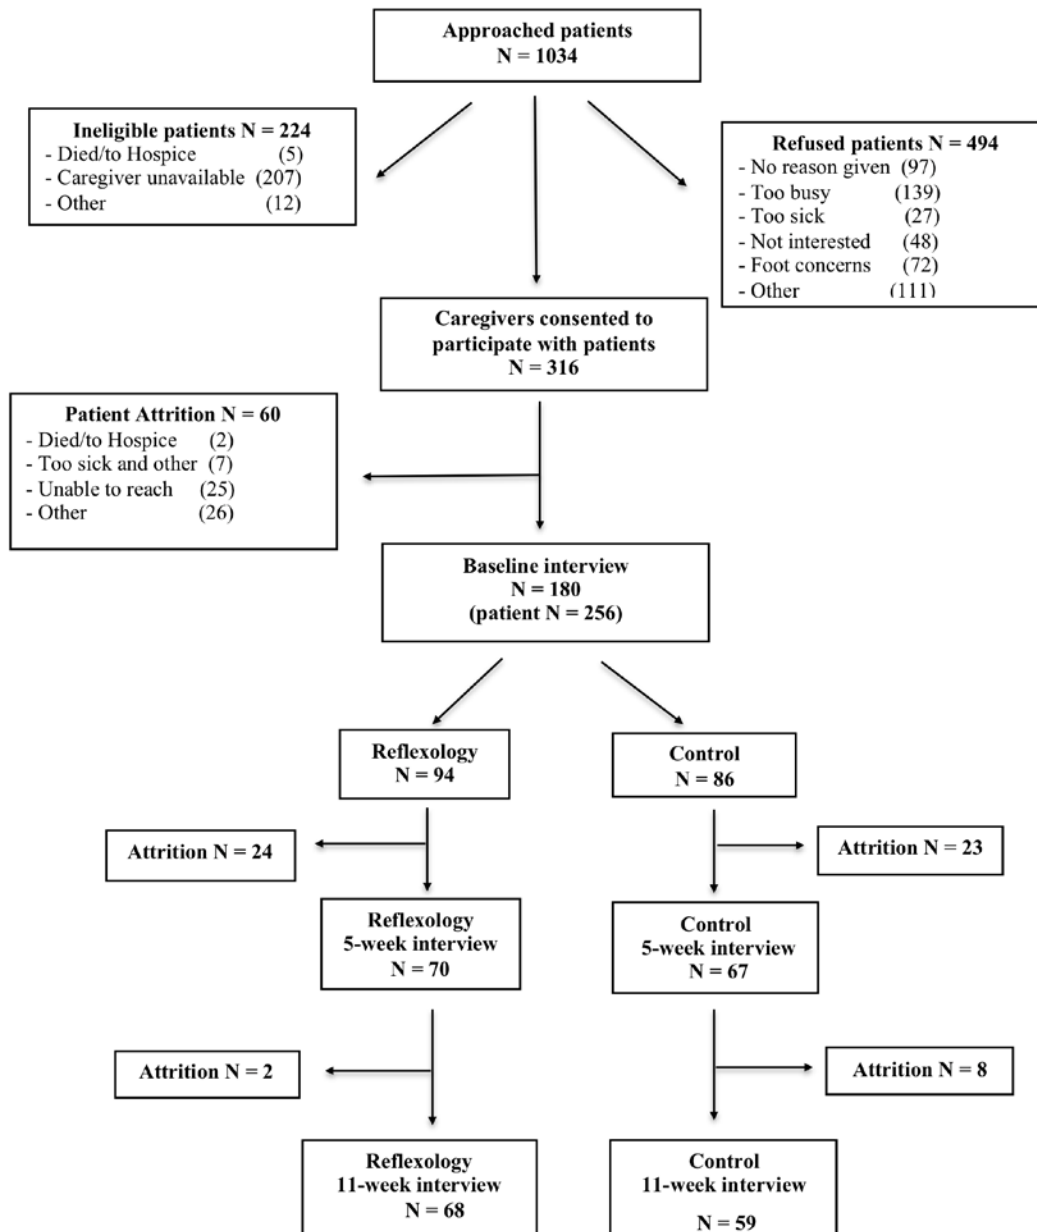 Approached patients
N = 1034
Ineligible patients N = 224
- Died/to Hospice (5)
- Caregiver unavailable (207)
- Other (12)
Refused patients N = 494
- No reason given (97)
- Too busy (139)
- Too sick (27)
- Not interested (48)
- Foot concerns (72)
- Other (111)
Caregivers consented to
participate with patients
N = 316
Patient Attrition N = 60
- Died/to Hospice (2)
- Too sick and other (7)
- Unable to reach (25)
- Other (26)
Baseline interview
N = 180
(patient N = 256)
Reflexology
N = 94
Control
N = 86
Attrition N = 24
Attrition N = 23
Reflexology
5-week interview
N = 70
Control
5-week interview
N = 67
Attrition N = 2
Attrition N = 8
Reflexology
11-week interview
N = 68
Control
11-week interview
N = 59